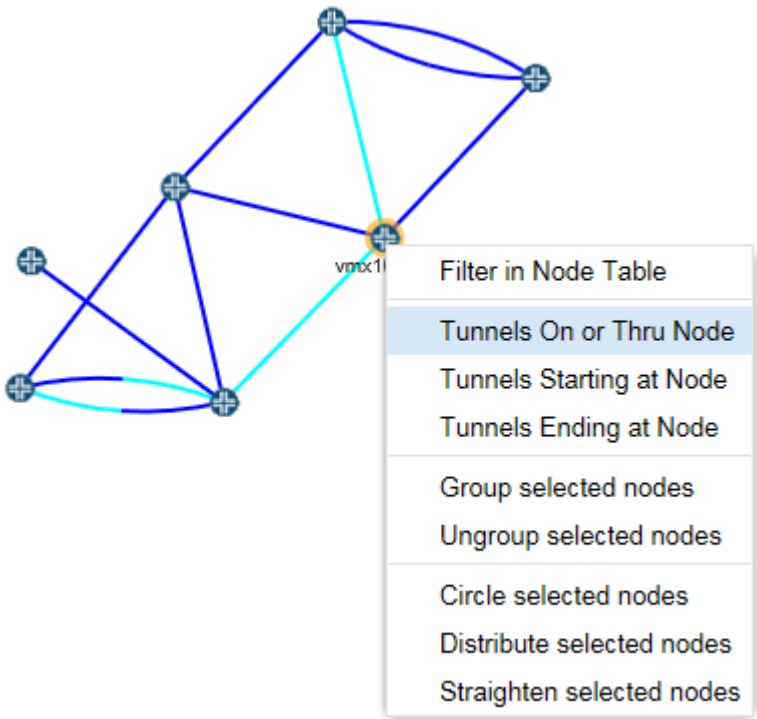 Filter in Node Table
Tunnels On or Thru Node
Tunnels Starting at Node
Tunnels Ending at Node
Group selected nodes
Ungroup selected nodes
Circle selected nodes
Distribute selected nodes
Straighten selected nodes